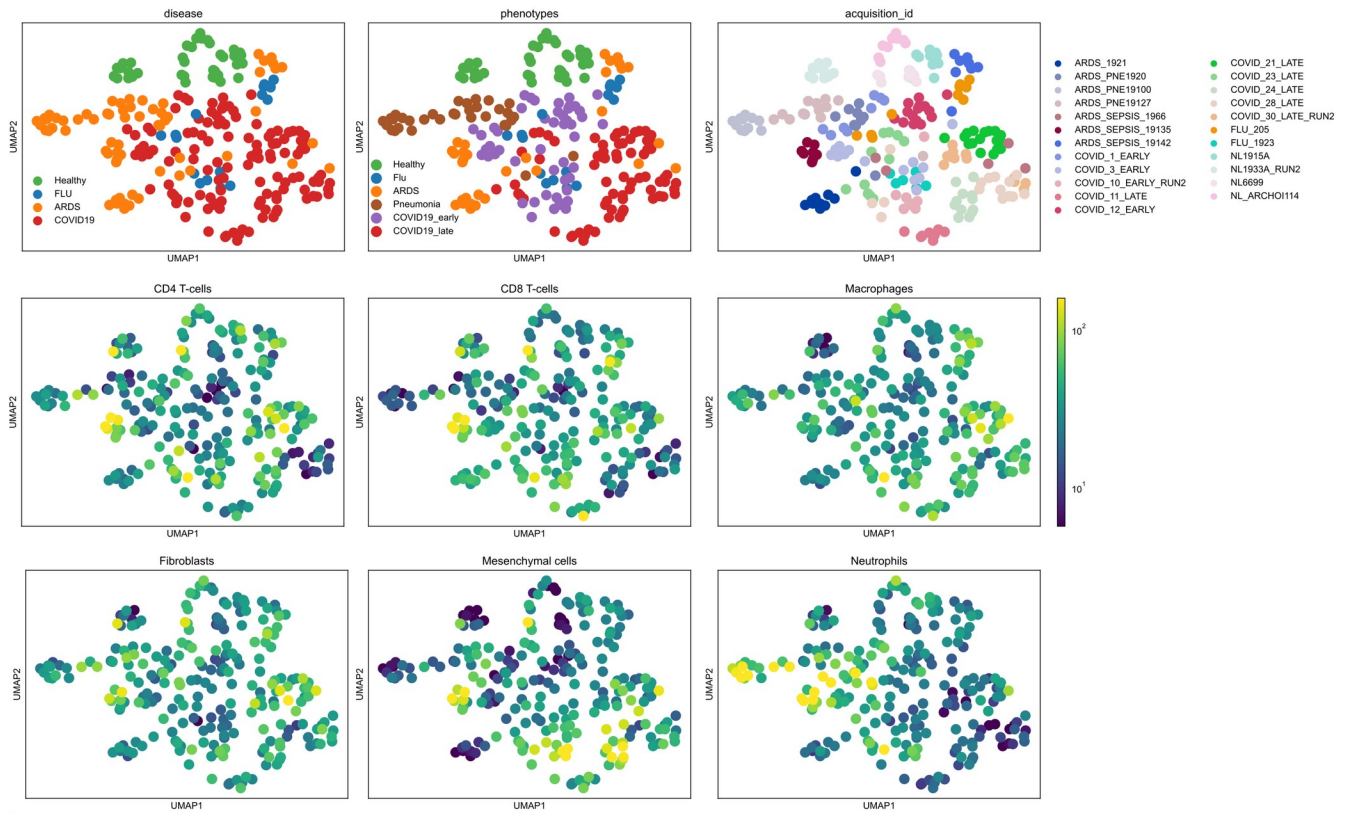 disease
phenotypes
acquisition_id
UMAP2
Healthy
FLU
ARDS
COVID19
UMAP1
UMAP2
Healthy
Flu
ARDS
Pneumonia
COVID19_early
COVID19_late
UMAP1
UMAP2
UMAP1
ARDS_1921
ARDS_PNE1920
ARDS_PNE19100
ARDS_PNE19127
ARDS_SEPSIS_1966
ARDS_SEPSIS_19135
ARDS_SEPSIS_19142
COVID_1_EARLY
COVID_3_EARLY
COVID_10_EARLY_RUN2
COVID_11_LATE
COVID_12_EARLY
COVID_21_LATE
COVID_23_LATE
COVID_24_LATE
COVID_28_LATE
COVID_30_LATE_RUN2
FLU_205
FLU_1923
NL1915A
NL1933A_RUN2
NL6699
NL_ARCHOI114
CD4 T-cells
CD8 T-cells
Macrophages
UMAP2
UMAP1
UMAP2
UMAP1
UMAP2
UMAP1
10²
10¹
Fibroblasts
Mesenchymal cells
Neutrophils
UMAP2
UMAP1
UMAP2
UMAP1
UMAP2
UMAP1